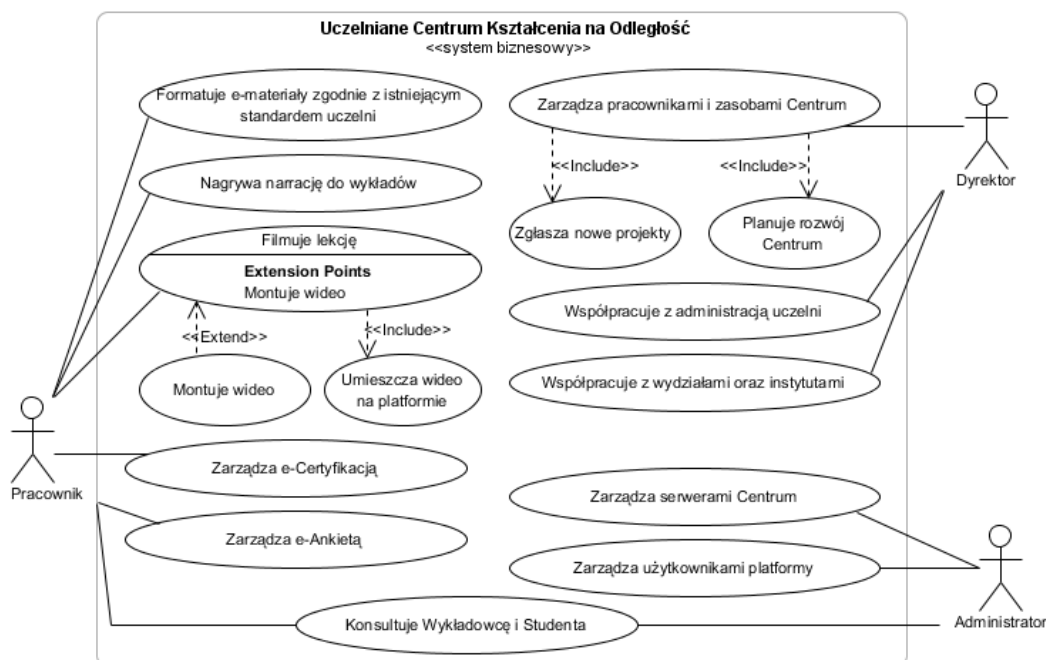 Uczelniane Centrum Kształcenia na Odległość
<<system biznesowy>>
Formatuje e-materiały zgodnie z istniejącym
standardem uczelni
Nagrywa narrację do wykładów
Filmuje lekcję
Extension Points
Montuje wideo
<<Extend>>
<<Include>>
Montuje wideo
Umieszcza wideo
na platformie
Pracownik
Zarządza e-Certyfikacją
Zarządza e-Ankietą
Zarządza pracownikami i zasobami Centrum
<<Include>>
<<Include>>
Zgłasza nowe projekty
Planuje rozwój
Centrum
Dyrektor
Współpracuje z administracją uczelni
Współpracuje z wydziałami oraz instytutami
Zarządza serwerami Centrum
Zarządza użytkownikami platformy
Administrator
Konsultuje Wykładowcę i Studenta